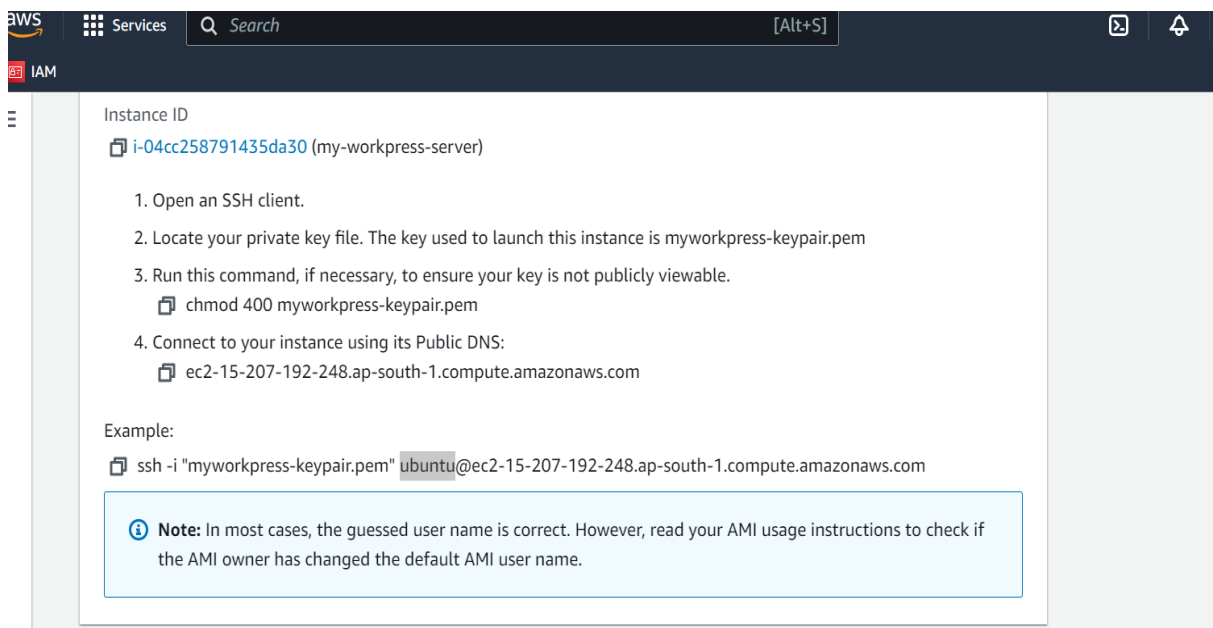 aws
Services
Search
[Alt+S]
IAM
Instance ID
i-04cc258791435da30 (my-workpress-server)
1. Open an SSH client.
2. Locate your private key file. The key used to launch this instance is myworkpress-keypair.pem
3. Run this command, if necessary, to ensure your key is not publicly viewable.
chmod 400 myworkpress-keypair.pem
4. Connect to your instance using its Public DNS:
ec2-15-207-192-248.ap-south-1.compute.amazonaws.com
Example:
ssh -i "myworkpress-keypair.pem" ubuntu@ec2-15-207-192-248.ap-south-1.compute.amazonaws.com
Note: In most cases, the guessed user name is correct. However, read your AMI usage instructions to check if
the AMI owner has changed the default AMI user name.